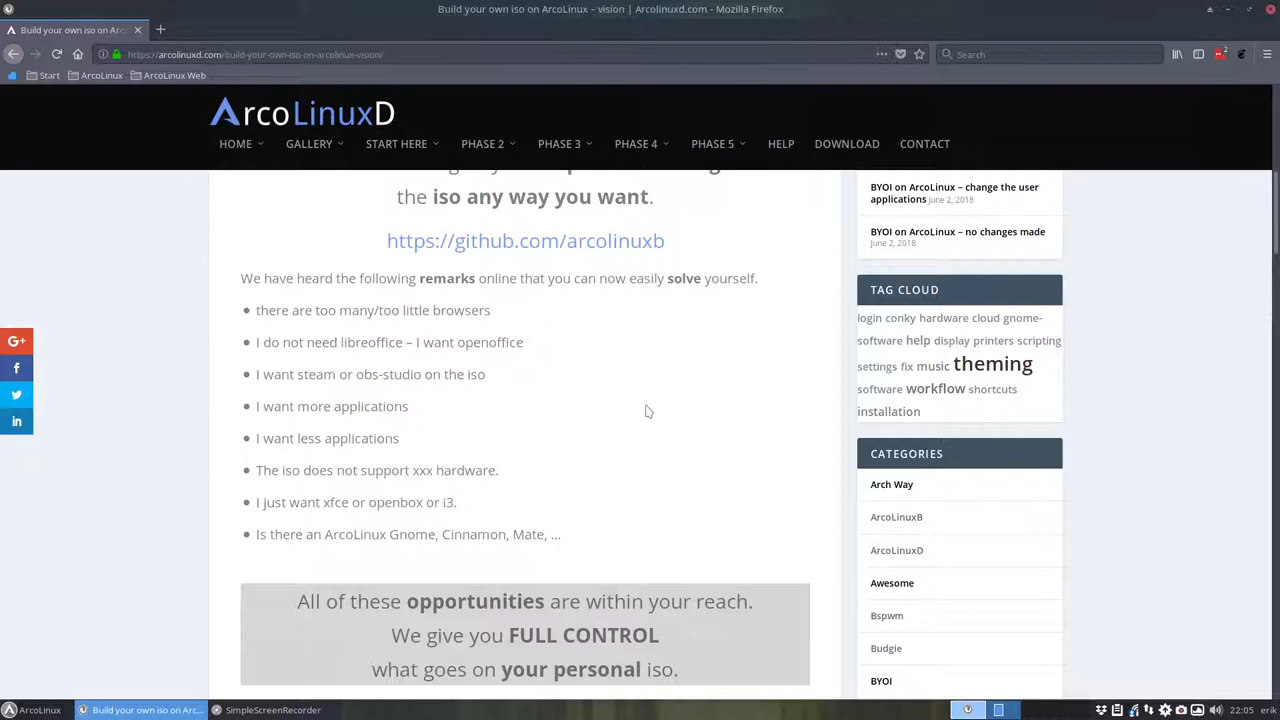 Build your own iso on ArcoLinux – vision | Arcolinuxd.com - Mozilla Firefox
Build your own iso on Arc
https://arcolinuxd.com/build-your-own-iso-on-arcolinux-vision/
Search
Start
ArcoLinux
ArcoLinux Web
2
ArcoLinuxD
HOME
GALLERY
START HERE
PHASE 2
PHASE 3
PHASE 4
PHASE 5
HELP
DOWNLOAD
CONTACT
the iso any way you want.
https://github.com/arcolinuxb
We have heard the following remarks online that you can now easily solve yourself.
there are too many/too little browsers
I do not need libreoffice – I want openoffice
I want steam or obs-studio on the iso
I want more applications
I want less applications
The iso does not support xxx hardware.
I just want xfce or openbox or i3.
Is there an ArcoLinux Gnome, Cinnamon, Mate, ...
All of these opportunities are within your reach.
We give you FULL CONTROL
what goes on your personal iso.
BYOI on ArcoLinux – change the user
applications June 2, 2018
BYOI on ArcoLinux – no changes made
June 2, 2018
TAG CLOUD
login conky hardware cloud gnome-
software help display printers scripting
settings fix music theming
software workflow shortcuts
installation
CATEGORIES
Arch Way
ArcoLinuxB
ArcoLinuxD
Awesome
Bspwm
Budgie
BYOI
G+
f
in
ArcoLinux
Build your own iso on Arc...
SimpleScreenRecorder
22:05
erik